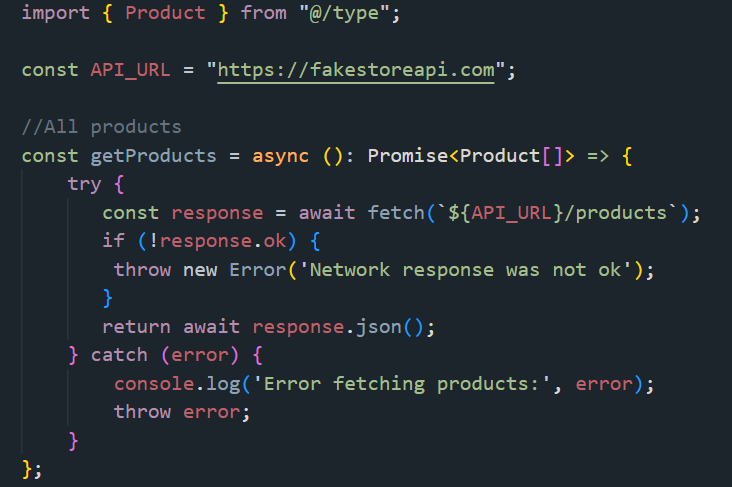 import { Product } from "@/type";
const API_URL = "https://fakestoreapi.com";
//All products
const getProducts = async (): Promise<Product[]> => {
try {
const response = await fetch(`${API_URL}/products`);
if (!response.ok) {
throw new Error('Network response was not ok');
}
return await response.json();
} catch (error) {
console.log('Error fetching products:', error);
throw error;
}
};